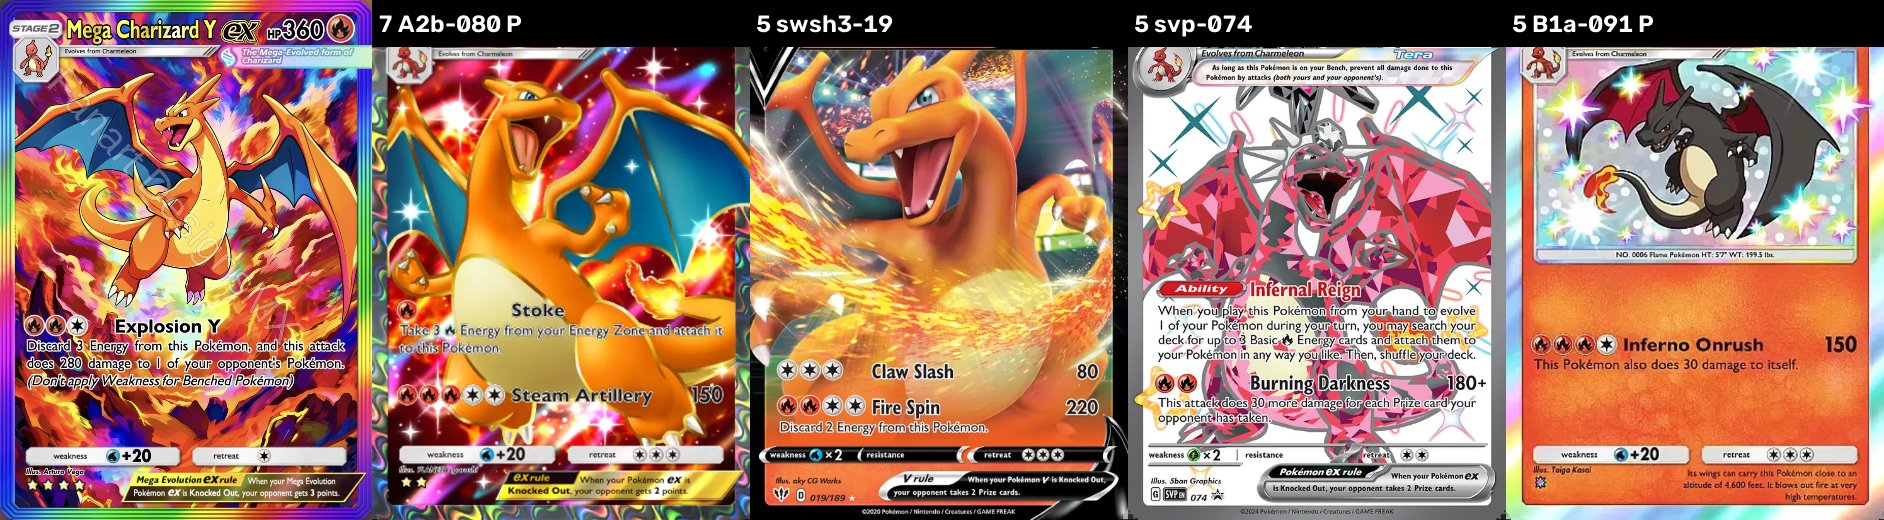 STAGE2 Mega Charizard Y ex HP360
Evolves from Charmeleon
The Mega-Evolved form of
Charizard
Explosion Y
Discard 3 Energy from this Pokémon, and this attack
does 280 damage to 1 of your opponent's Pokémon.
(Don't apply Weakness for Benched Pokémon)
weakness +20 retreat
Illus. Arturo Vega
Mega Evolution ex rule When your Mega Evolution
Pokémon ex is Knocked Out, your opponent gets 3 points.
7 A2b-080 P
Evolves from Charmeleon
Stoke
Take 3 Energy from your Energy Zone and attach it
to this Pokémon.
Steam Artillery 150
weakness +20 retreat
ex rule When your Pokémon ex is
Knocked Out, your opponent gets 2 points.
5 swsh3-19
Claw Slash 80
Fire Spin 220
Discard 2 Energy from this Pokémon.
weakness ×2 resistance retreat
Illus. aky CG Works
D 019/189
V rule When your Pokémon V is Knocked Out,
your opponent takes 2 Prize cards.
©2020 Pokémon / Nintendo / Creatures / GAME FREAK
5 svp-074
Evolves from Charmeleon Tera
As long as this Pokémon is on your Bench, prevent all damage done to this
Pokémon by attacks (both yours and your opponent's).
Ability Infernal Reign
When you play this Pokémon from your hand to evolve
1 of your Pokémon during your turn, you may search your
deck for up to 3 Basic Energy cards and attach them to
your Pokémon in any way you like. Then, shuffle your deck.
Burning Darkness 180+
This attack does 30 more damage for each Prize card your
opponent has taken.
weakness ×2 resistance retreat
Illus. 5ban Graphics
G SVP EN 074
Pokémon ex rule When your Pokémon ex
is Knocked Out, your opponent takes 2 Prize cards.
©2024 Pokémon / Nintendo / Creatures / GAME FREAK
5 B1a-091 P
Evolves from Charmeleon
NO. 0006 Flame Pokémon HT: 5'7" WT: 199.5 lbs.
Inferno Onrush 150
This Pokémon also does 30 damage to itself.
weakness +20 retreat
Illus. Taiga Kasai
Its wings can carry this Pokémon close to an
altitude of 4,600 feet. It blows out fire at very
high temperatures.